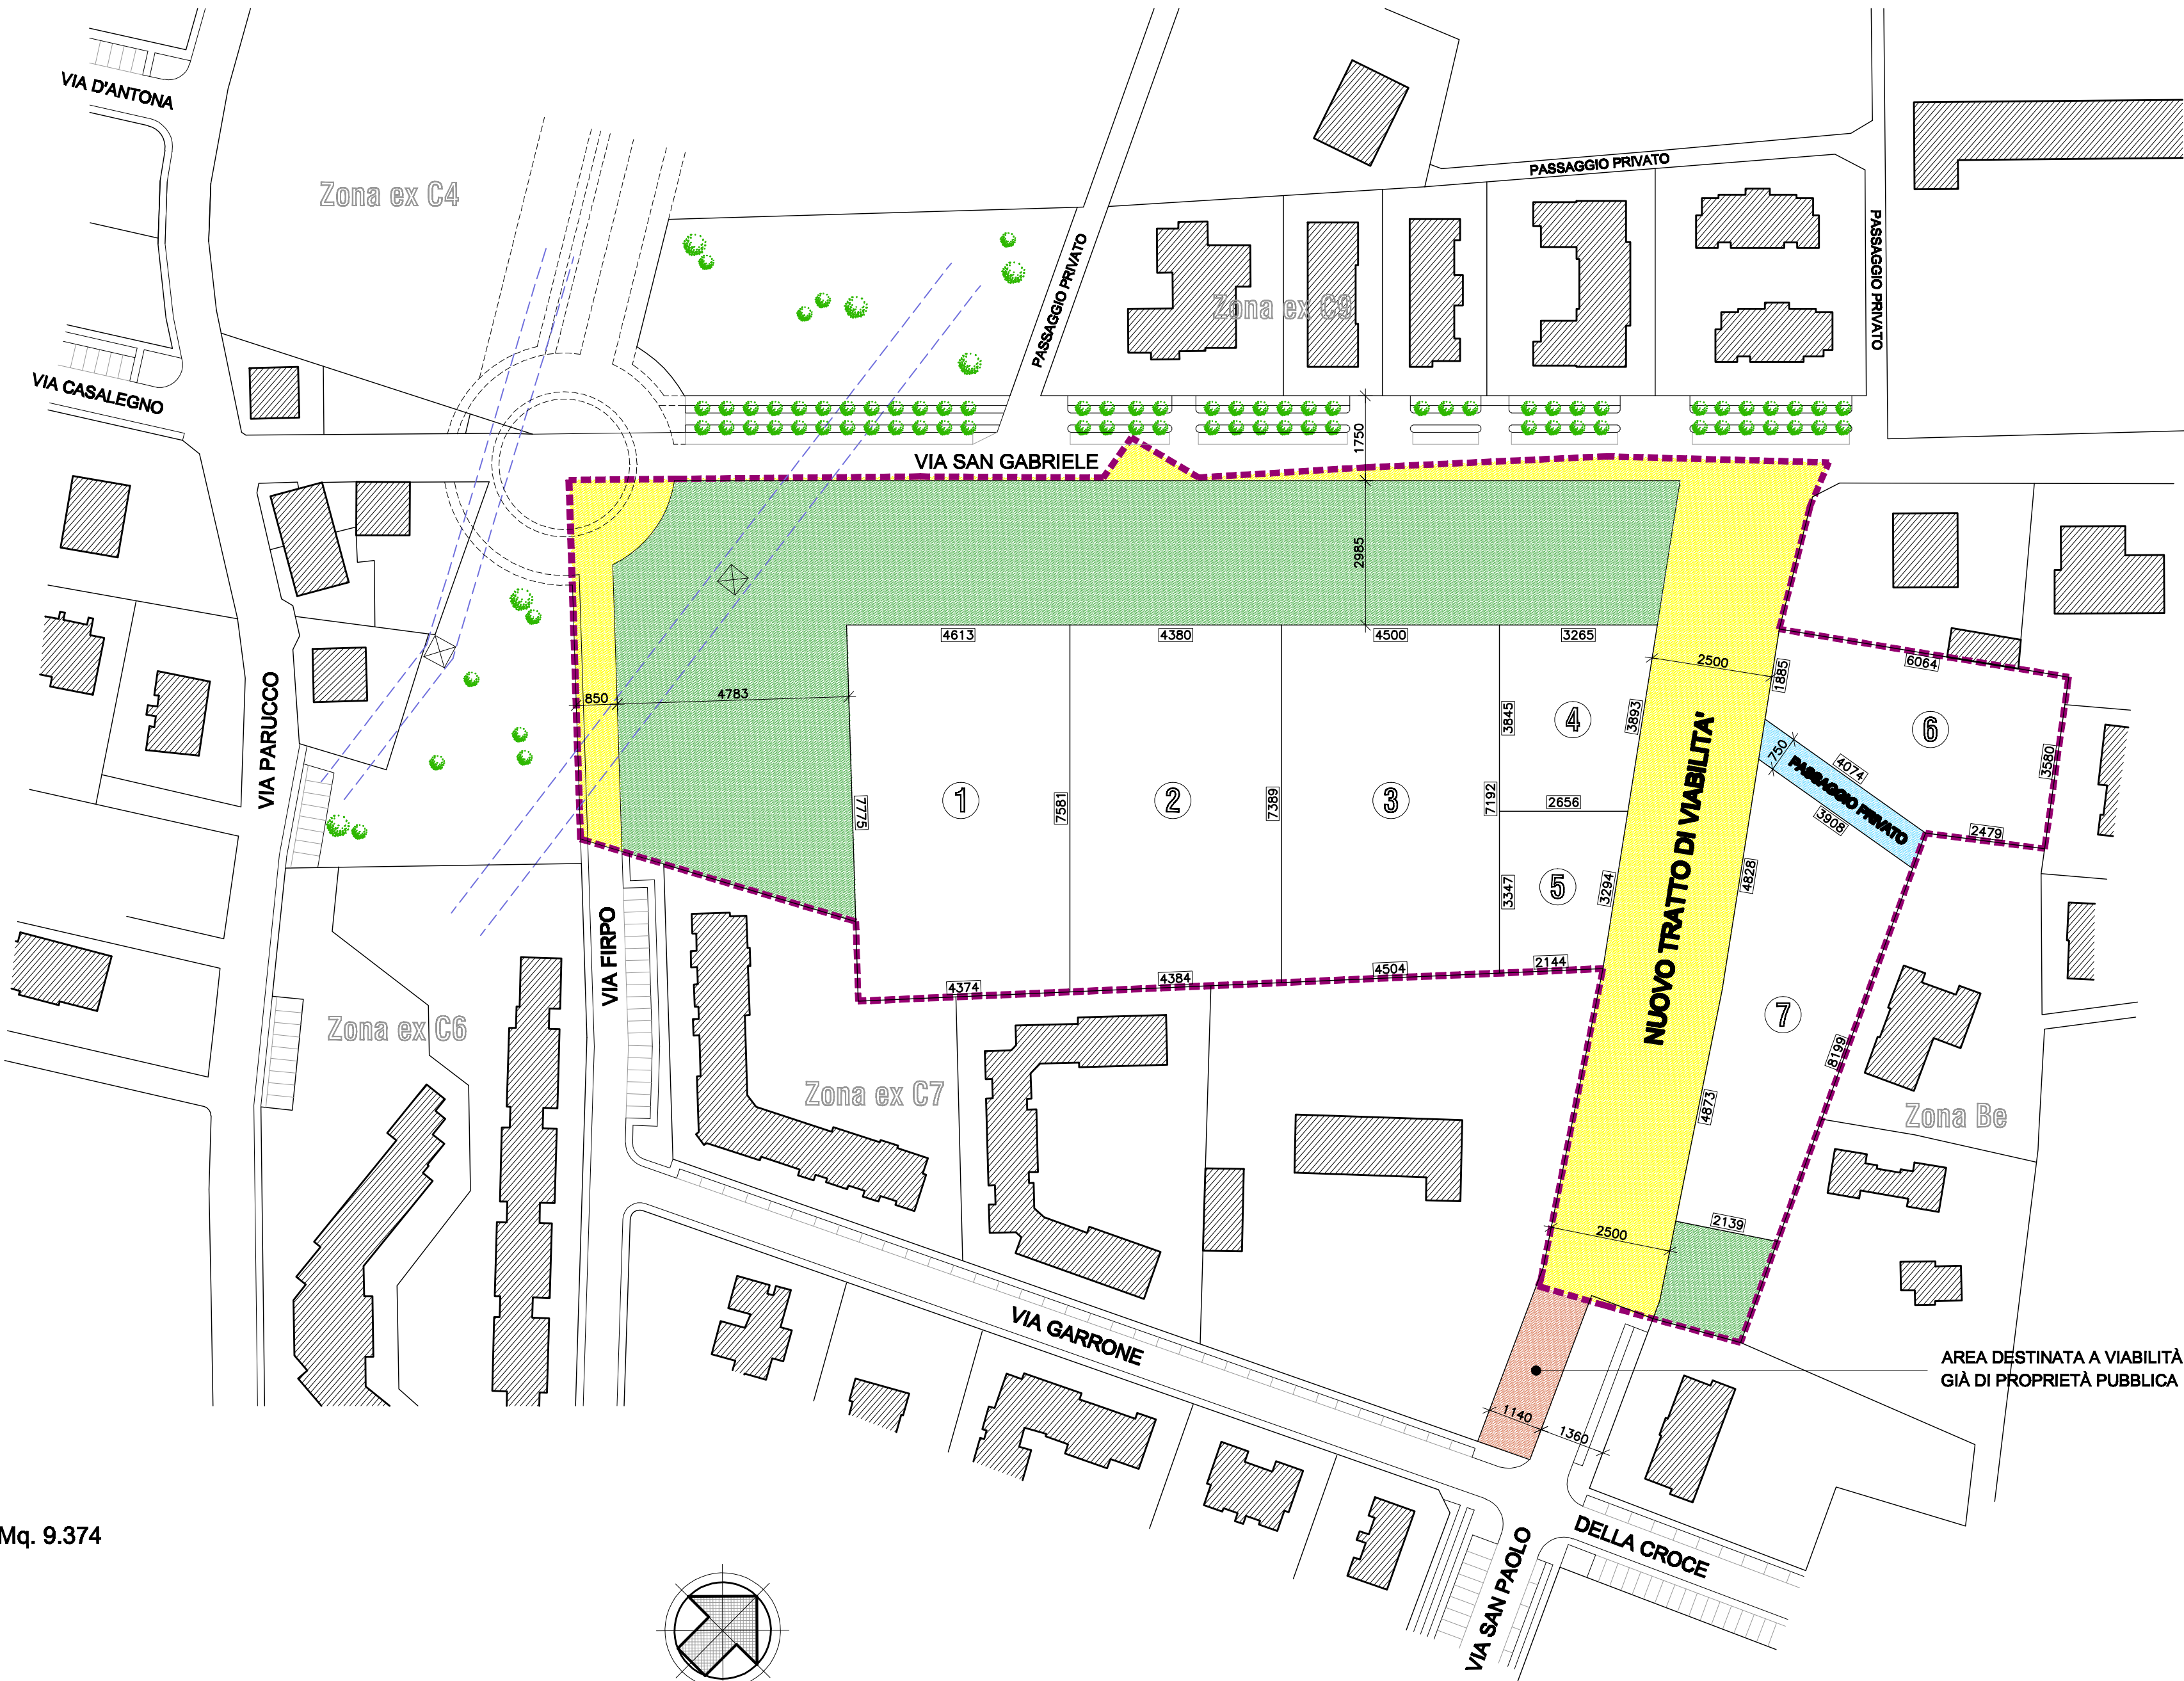 VIA D'ANTONA
Zona ex C4
PASSAGGIO PRIVATO
PASSAGGIO PRIVATO
PASSAGGIO PRIVATO
Zona ex C9
VIA CASALEGNO
1750
VIA SAN GABRIELE
2985
4613
4380
4500
3265
2500
1885
6064
850
4783
3845
4
3893
6
3580
VIA PARUCCO
750
4074
PASSAGGIO PRIVATO
3908
2479
1
2
3
7775
7581
7389
7192
2656
NUOVO TRATTO DI VIABILITA'
4828
3347
5
3294
VIA FIRPO
4374
4384
4504
2144
7
8199
Zona ex C6
Zona ex C7
4873
Zona Be
2139
2500
VIA GARRONE
AREA DESTINATA A VIABILITÀ
GIÀ DI PROPRIETÀ PUBBLICA
1140
1360
Mq. 9.374
DELLA CROCE
VIA SAN PAOLO